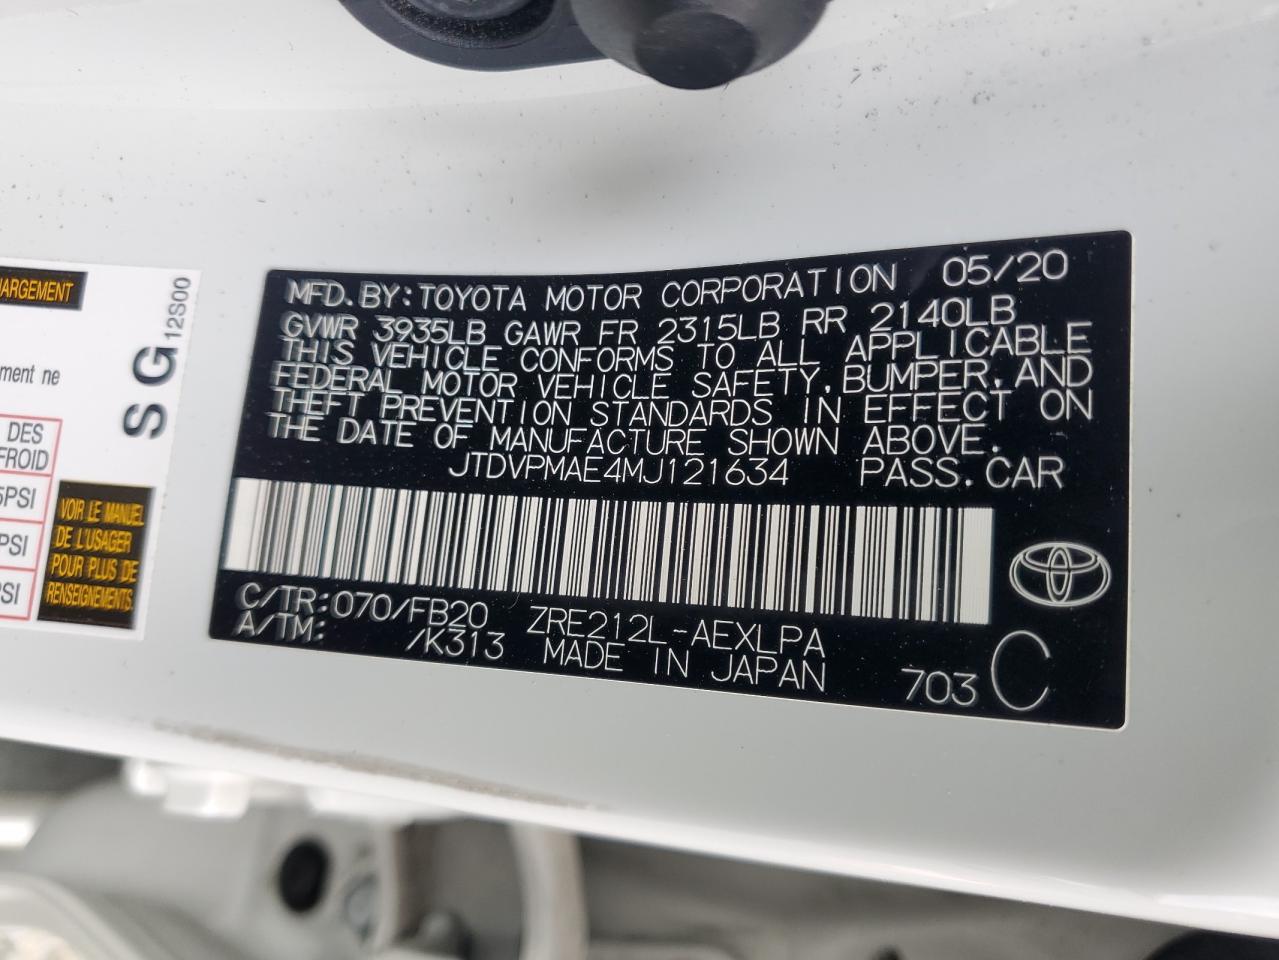 HARGEMENT
S G 12S00
ment ne
DES
FROID
5PSI
PSI
PSI
VOIR LE MANUEL
DE L'USAGER
POUR PLUS DE
RENSEIGNEMENTS.
MFD.BY:TOYOTA MOTOR CORPORATION 05/20
GVWR 3935LB GAWR FR 2315LB RR 2140LB
THIS VEHICLE CONFORMS TO ALL APPLICABLE
FEDERAL MOTOR VEHICLE SAFETY,BUMPER,AND
THEFT PREVENTION STANDARDS IN EFFECT ON
THE DATE OF MANUFACTURE SHOWN ABOVE.
JTDVPMAE4MJ121634 PASS.CAR
C/TR:070/FB20 ZRE212L-AEXLPA
A/TM: /K313 MADE IN JAPAN 703 C